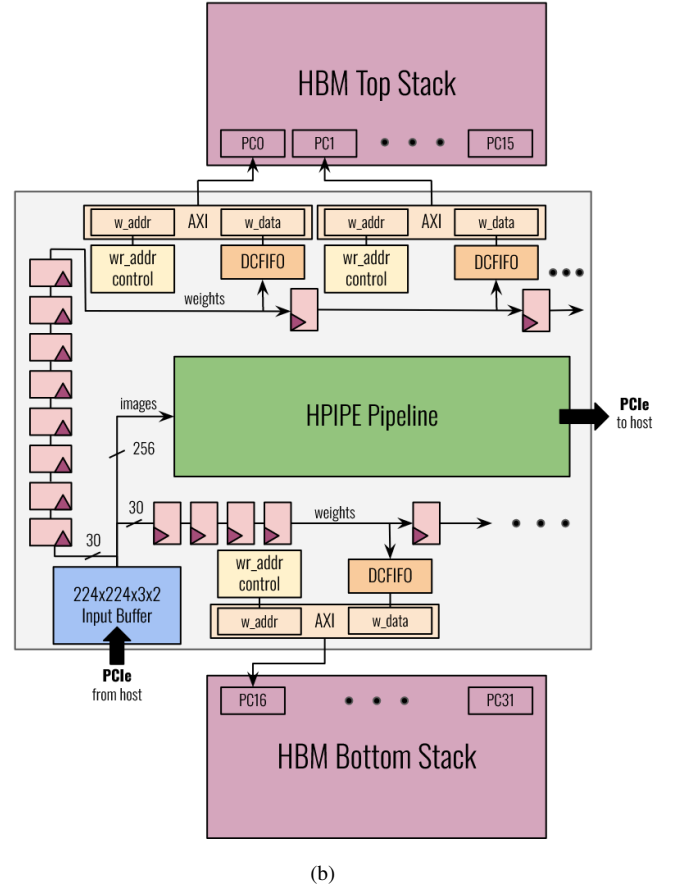 HBM Top Stack
PC0
PC1
PC15
w_addr
AXI
w_data
w_addr
AXI
w_data
wr_addr
control
DCFIFO
wr_addr
control
DCFIFO
weights
images
HPIPE Pipeline
PCIe
to host
256
30
weights
30
wr_addr
control
DCFIFO
224x224x3x2
Input Buffer
w_addr
AXI
w_data
PCIe
from host
PC16
PC31
HBM Bottom Stack
(b)